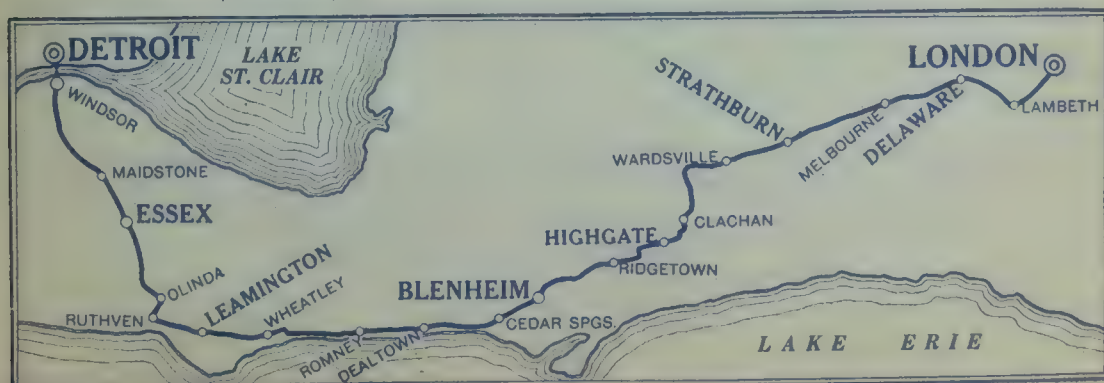 DETROIT
LAKE
ST. CLAIR
WINDSOR
MAIDSTONE
ESSEX
OLINDA
RUTHVEN
LEAMINGTON
WHEATLEY
ROMNEY
DEALTOWN
CEDAR SPGS.
BLENHEIM
RIDGETOWN
HIGHGATE
CLACHAN
WARDSVILLE
STRATHBURN
MELBOURNE
DELAWARE
LAMBETH
LONDON
LAKE ERIE